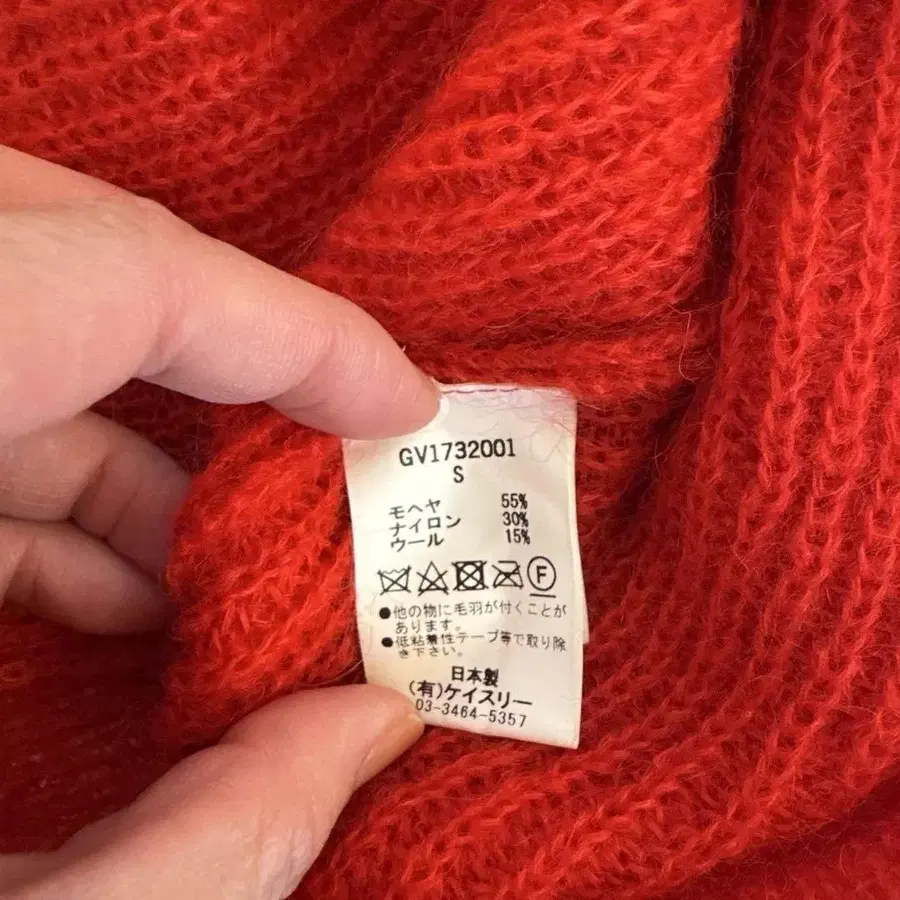 GV1732001
S
モヘヤ 55%
ナイロン 30%
ウール 15%
F
●他の物に毛羽が付くことが
あります。
●低粘着性テープ等で取り除
き下さい。
日本製
(有)ケイスリー
03-3464-5357